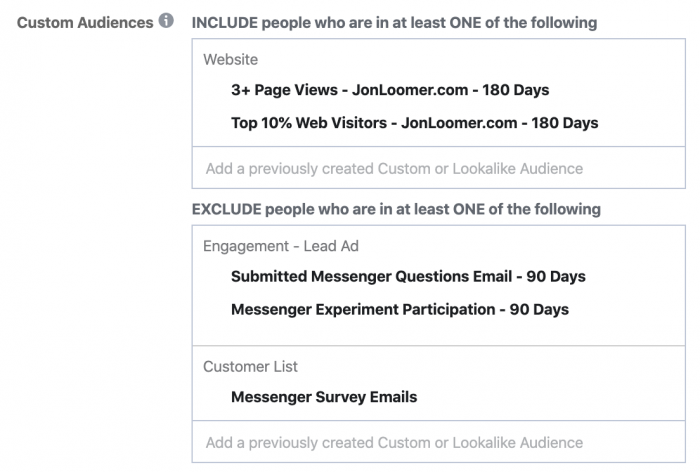 Custom Audiences
INCLUDE people who are in at least ONE of the following
Website
3+ Page Views - JonLoomer.com - 180 Days
Top 10% Web Visitors - JonLoomer.com - 180 Days
Add a previously created Custom or Lookalike Audience
EXCLUDE people who are in at least ONE of the following
Engagement - Lead Ad
Submitted Messenger Questions Email - 90 Days
Messenger Experiment Participation - 90 Days
Customer List
Messenger Survey Emails
Add a previously created Custom or Lookalike Audience